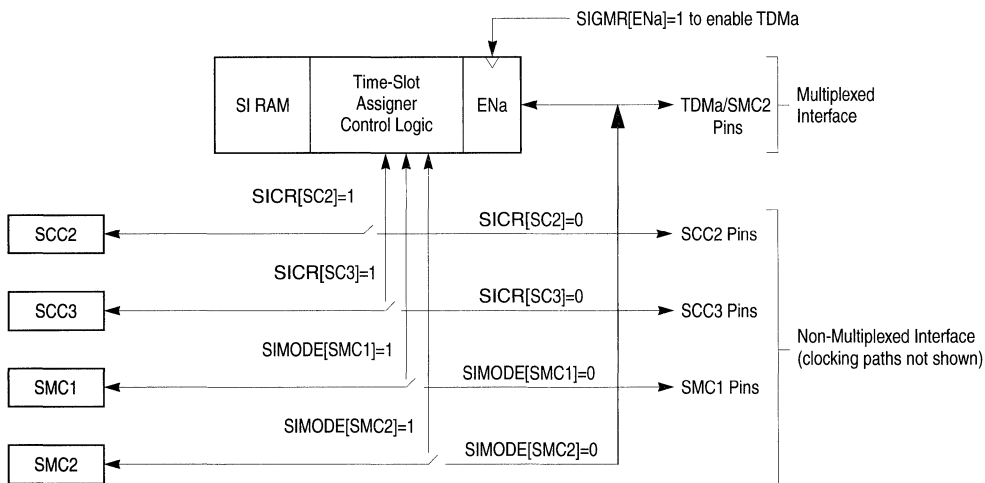 SIGMR[ENa]=1 to enable TDMa
SI RAM
Time-Slot
Assigner
Control Logic
ENa
TDMa/SMC2
Pins
Multiplexed
Interface
SICR[SC2]=1
SCC2
SICR[SC2]=0
SCC2 Pins
SICR[SC3]=1
SCC3
SICR[SC3]=0
SCC3 Pins
Non-Multiplexed Interface
(clocking paths not shown)
SIMODE[SMC1]=1
SMC1
SIMODE[SMC1]=0
SMC1 Pins
SIMODE[SMC2]=1
SMC2
SIMODE[SMC2]=0